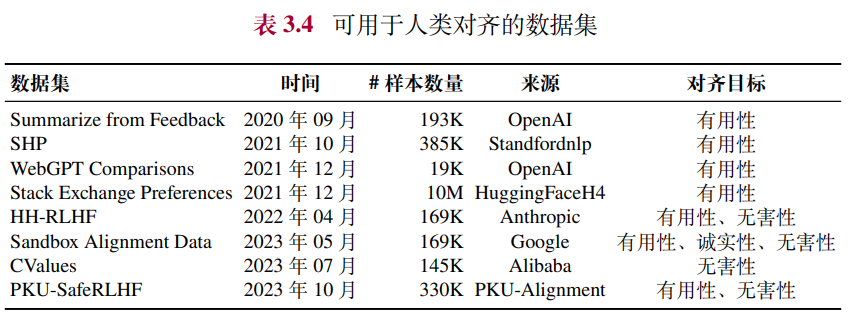 表 3.4 可用于人类对齐的数据集
数据集 时间 # 样本数量 来源 对齐目标
Summarize from Feedback 2020 年 09 月 193K OpenAI 有用性
SHP 2021 年 10 月 385K Standfordnlp 有用性
WebGPT Comparisons 2021 年 12 月 19K OpenAI 有用性
Stack Exchange Preferences 2021 年 12 月 10M HuggingFaceH4 有用性
HH-RLHF 2022 年 04 月 169K Anthropic 有用性、无害性
Sandbox Alignment Data 2023 年 05 月 169K Google 有用性、诚实性、无害性
CValues 2023 年 07 月 145K Alibaba 无害性
PKU-SafeRLHF 2023 年 10 月 330K PKU-Alignment 有用性、无害性